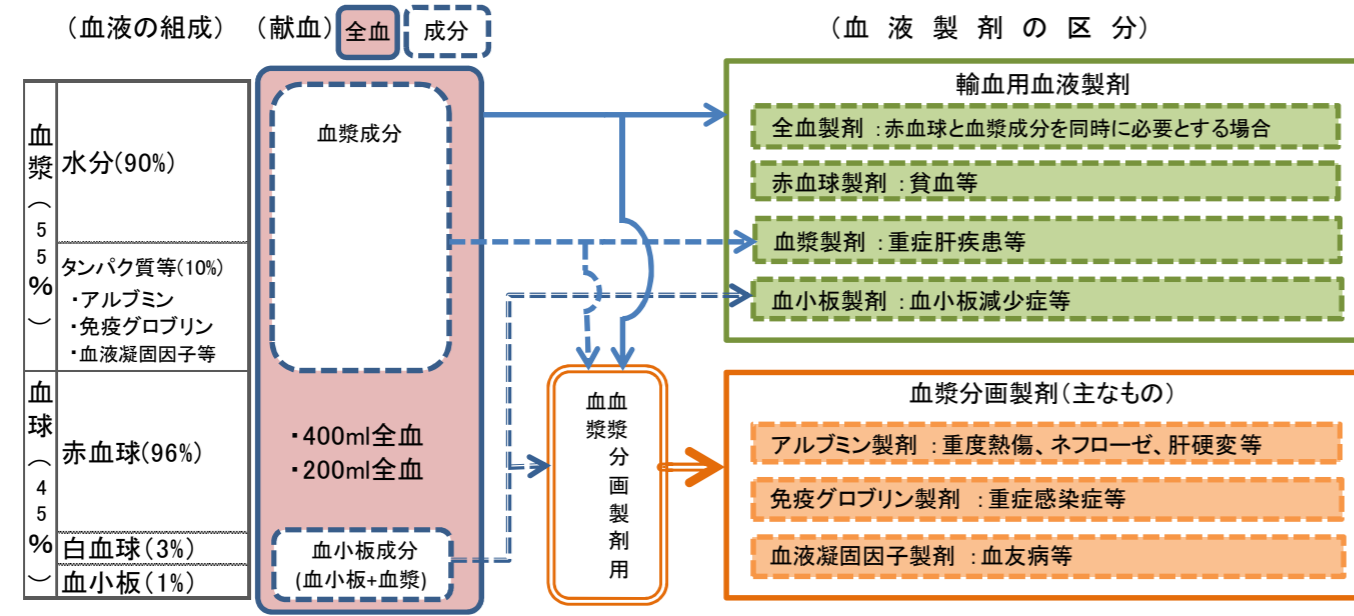 （血液の組成）
（献血）
全血
成分
（血液製剤の区分）
血漿（55％）
水分(90%)
タンパク質等(10%)
・アルブミン
・免疫グロブリン
・血液凝固因子等
血球（45％）
赤血球(96%)
白血球(3%)
血小板(1%)
血漿成分
・400ml全血
・200ml全血
血小板成分
(血小板+血漿)
血漿分画製剤用
血漿
輸血用血液製剤
全血製剤：赤血球と血漿成分を同時に必要とする場合
赤血球製剤：貧血等
血漿製剤：重症肝疾患等
血小板製剤：血小板減少症等
血漿分画製剤（主なもの）
アルブミン製剤：重度熱傷、ネフローゼ、肝硬変等
免疫グロブリン製剤：重症感染症等
血液凝固因子製剤：血友病等